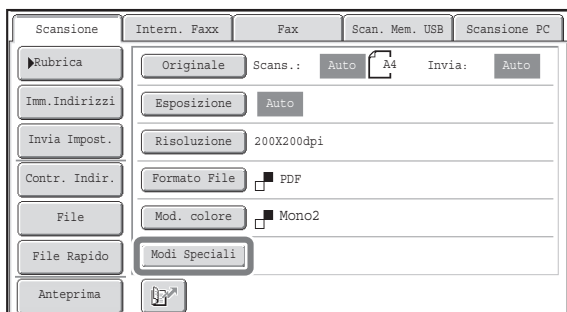 Scansione Intern. Faxx Fax Scan. Mem. USB Scansione PC
Rubrica Originale Scans.: Auto A4 Invia: Auto
Imm.Indirizzi Esposizione Auto
Invia Impost. Risoluzione 200X200dpi
Contr. Indir. Formato File PDF
File Mod. colore Mono2
File Rapido Modi Speciali
Anteprima